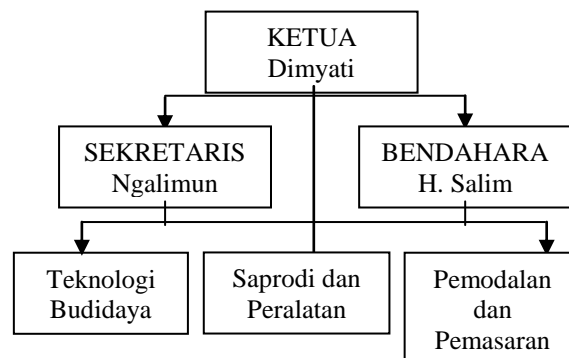 KETUA
Dimyati
SEKRETARIS
Ngalimun
BENDAHARA
H. Salim
Teknologi
Budidaya
Saprodi dan
Peralatan
Pemodalan
dan
Pemasaran